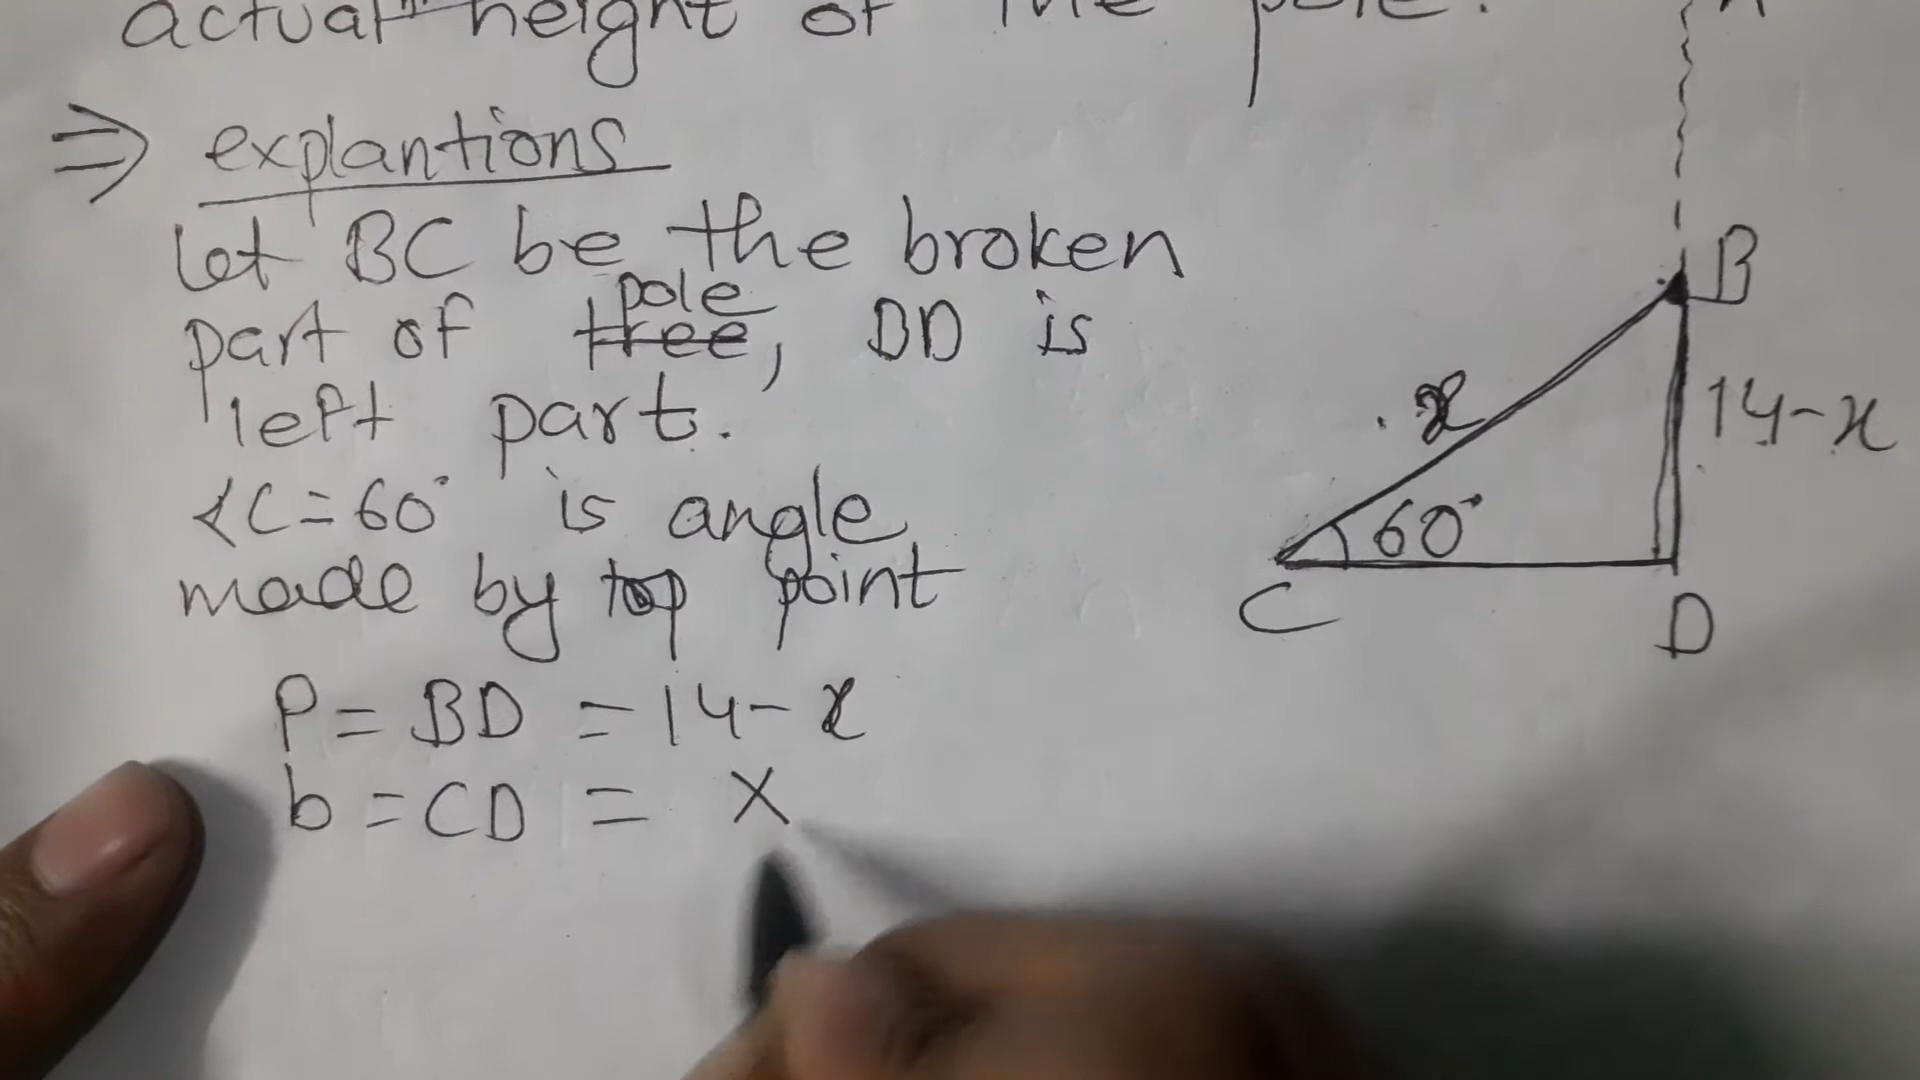 actual height of the pole.
⇒ explantions
let BC be the broken
pole
part of tree, BD is
left part.
∠C=60° is angle
made by top point
P = BD = 14-x
b = CD = X
B
x
14-x
60°
C
D